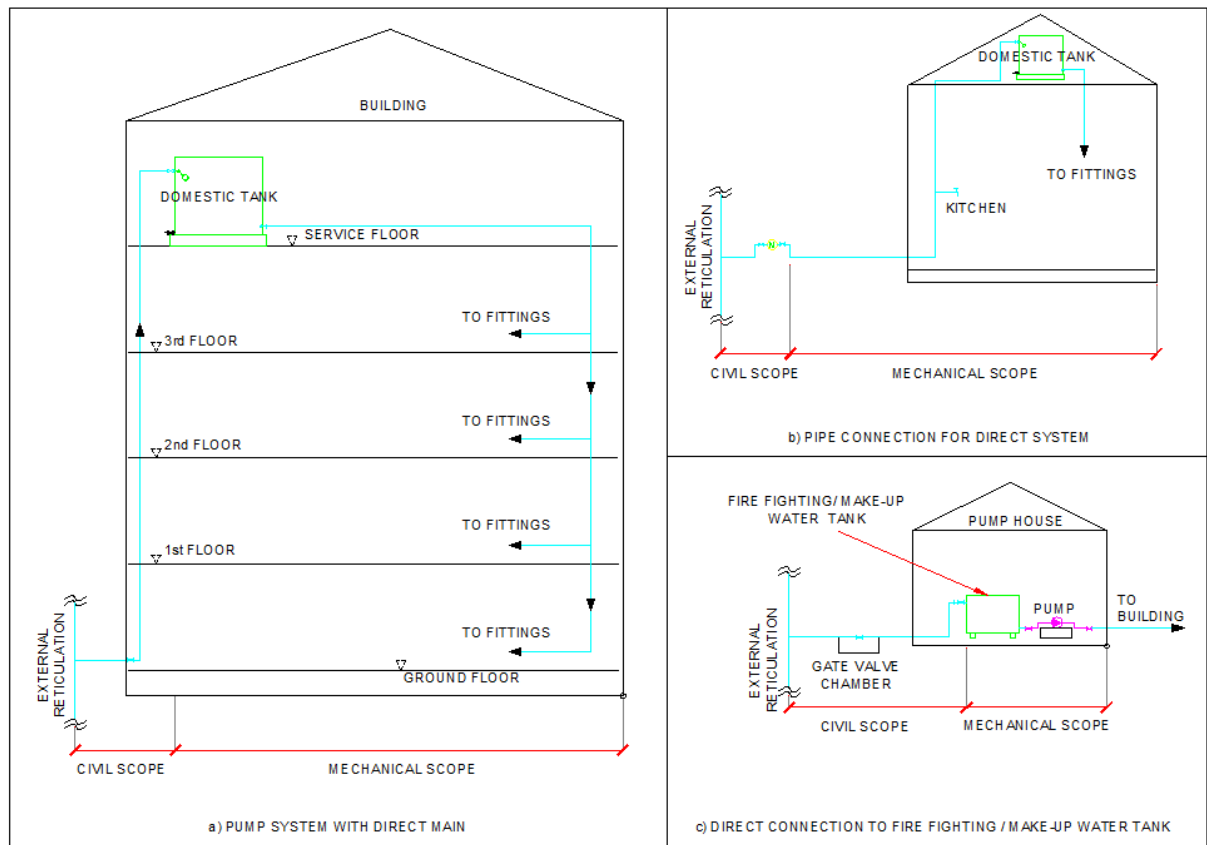 BUILDING
DOMESTIC TANK
SERVICE FLOOR
TO FITTINGS
3rd FLOOR
TO FITTINGS
2nd FLOOR
TO FITTINGS
1st FLOOR
TO FITTINGS
GROUND FLOOR
EXTERNAL
RETICULATION
CIVIL SCOPE
MECHANICAL SCOPE
a) PUMP SYSTEM WITH DIRECT MAIN
DOMESTIC TANK
TO FITTINGS
KITCHEN
N
EXTERNAL
RETICULATION
CIVIL SCOPE
MECHANICAL SCOPE
b) PIPE CONNECTION FOR DIRECT SYSTEM
FIRE FIGHTING/ MAKE-UP
WATER TANK
PUMP HOUSE
PUMP
TO
BUILDING
GATE VALVE
CHAMBER
EXTERNAL
RETICULATION
CIVIL SCOPE
MECHANICAL SCOPE
c) DIRECT CONNECTION TO FIRE FIGHTING / MAKE-UP WATER TANK